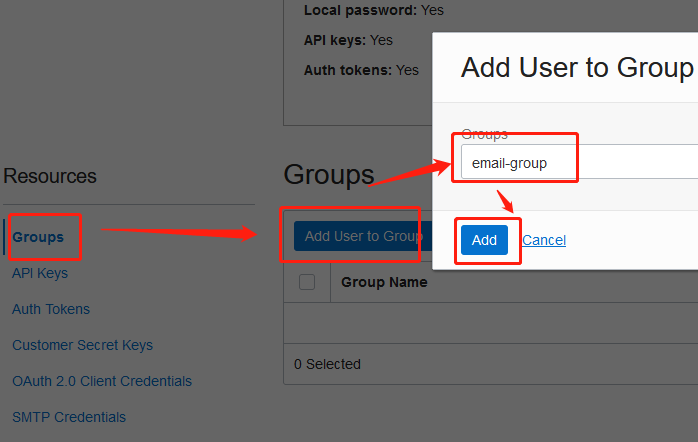 Local password: Yes
API keys: Yes
Auth tokens: Yes
Add User to Group
Groups
email-group
Add Cancel
Resources
Groups
API Keys
Auth Tokens
Customer Secret Keys
OAuth 2.0 Client Credentials
SMTP Credentials
Groups
Add User to Group
Group Name
0 Selected